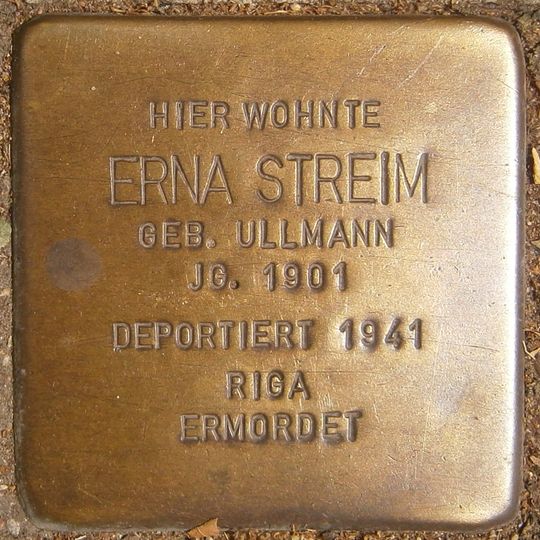 HIER WOHNTE
ERNA STREIM
GEB. ULLMANN
JG. 1901
DEPORTIERT 1941
RIGA
ERMORDET